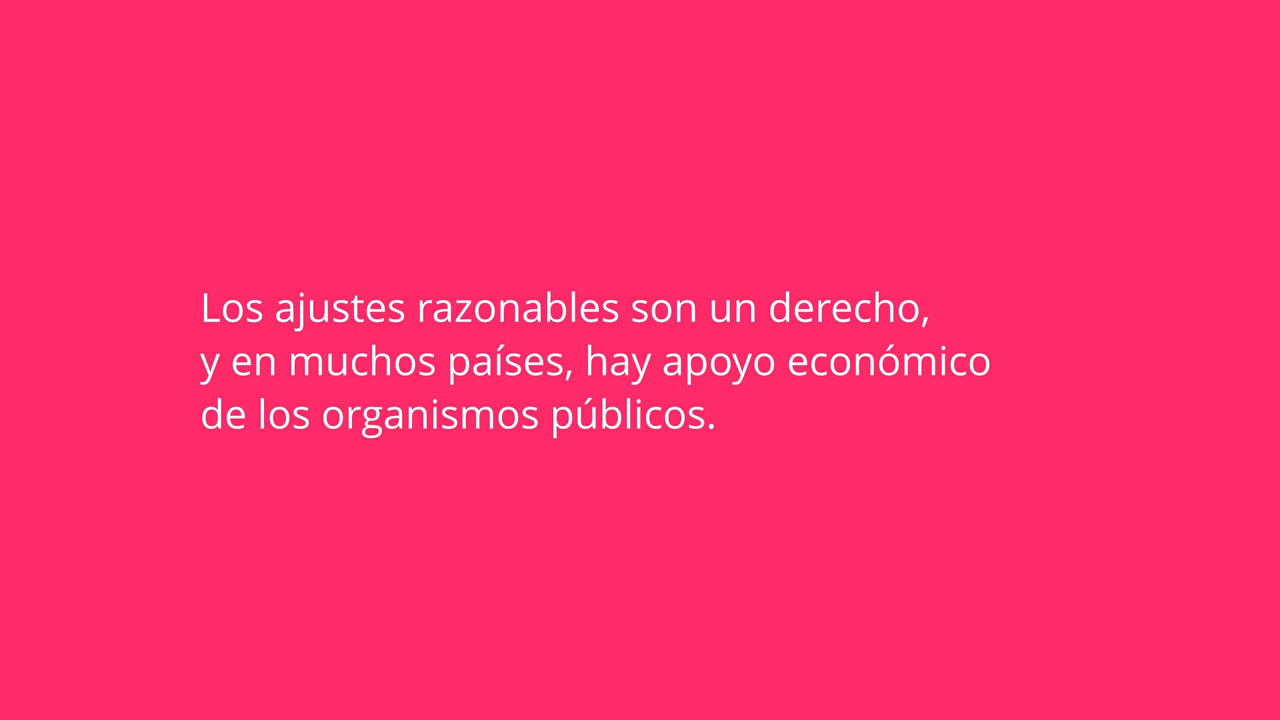 Los ajustes razonables son un derecho,
y en muchos países, hay apoyo económico
de los organismos públicos.